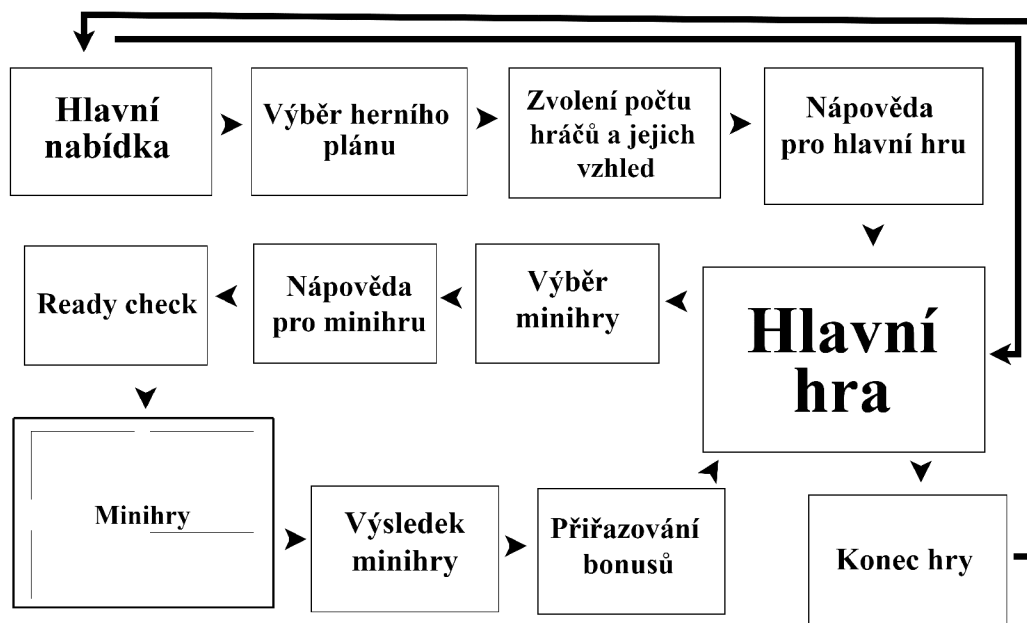 Hlavní
nabídka
Výběr herního
plánu
Zvolení počtu
hráčů a jejich
vzhled
Nápověda
pro hlavní hru
Ready check
Nápověda
pro minihru
Výběr
minihry
Hlavní
hra
Minihry
Výsledek
minihry
Přiřazování
bonusů
Konec hry